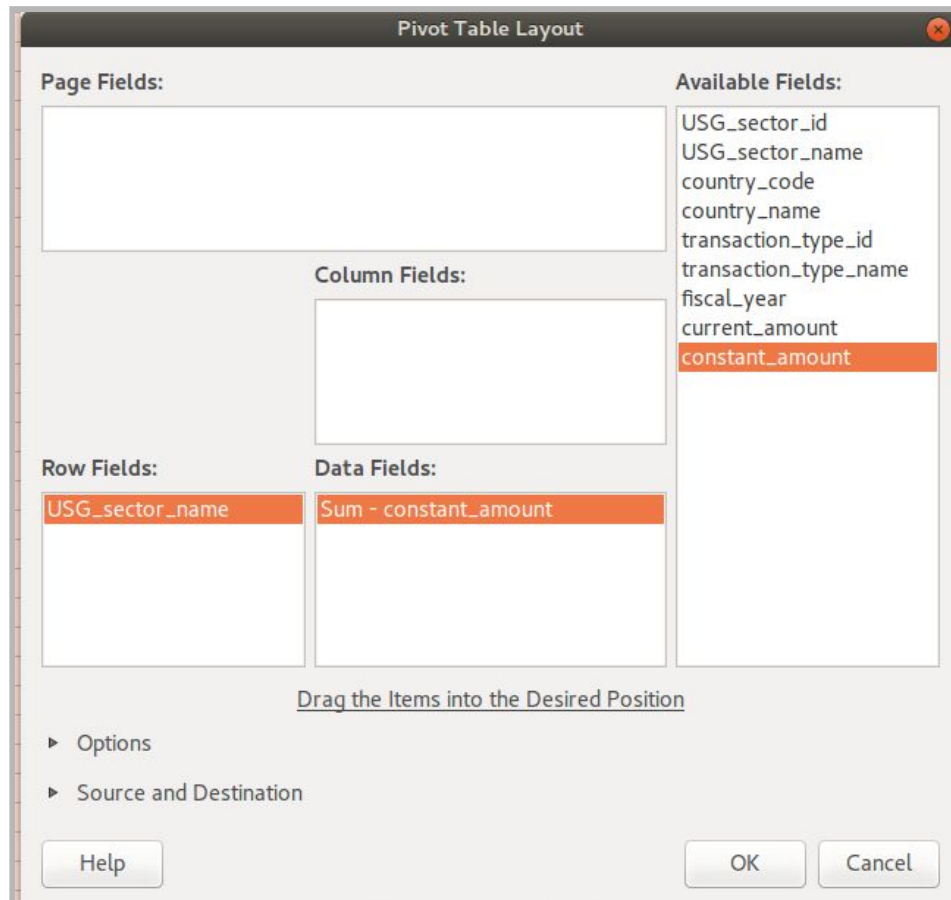 Pivot Table Layout
Page Fields:
Available Fields:
USG_sector_id
USG_sector_name
country_code
country_name
transaction_type_id
transaction_type_name
fiscal_year
current_amount
constant_amount
Column Fields:
Row Fields:
USG_sector_name
Data Fields:
Sum - constant_amount
Drag the Items into the Desired Position
Options
Source and Destination
Help
OK
Cancel